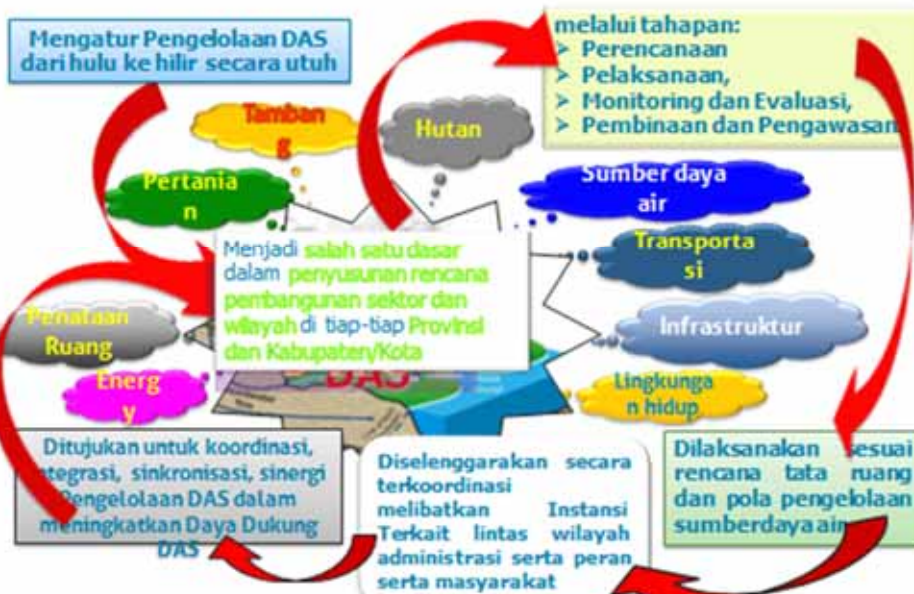 Mengatur Pengelolaan DAS
dari hulu ke hilir secara utuh
melalui tahapan:
➢ Perencanaan
➢ Pelaksanaan,
➢ Monitoring dan Evaluasi,
➢ Pembinaan dan Pengawasan
Tamban
g
Hutan
Pertania
n
Sumber daya
air
Transporta
si
Menjadi salah satu dasar
dalam penyusunan rencana
pembangunan sektor dan
wilayah di tiap-tiap Provinsi
dan Kabupaten/Kota
Penataan
Ruang
Infrastruktur
Energ
y
DAS
Lingkunga
n hidup
Ditujukan untuk koordinasi,
integrasi, sinkronisasi, sinergi
Pengelolaan DAS dalam
meningkatkan Daya Dukung
DAS
Diselenggarakan secara
terkoordinasi
melibatkan Instansi
Terkait lintas wilayah
administrasi serta peran
serta masyarakat
Dilaksanakan sesuai
rencana tata ruang
dan pola pengelolaan
sumberdaya air